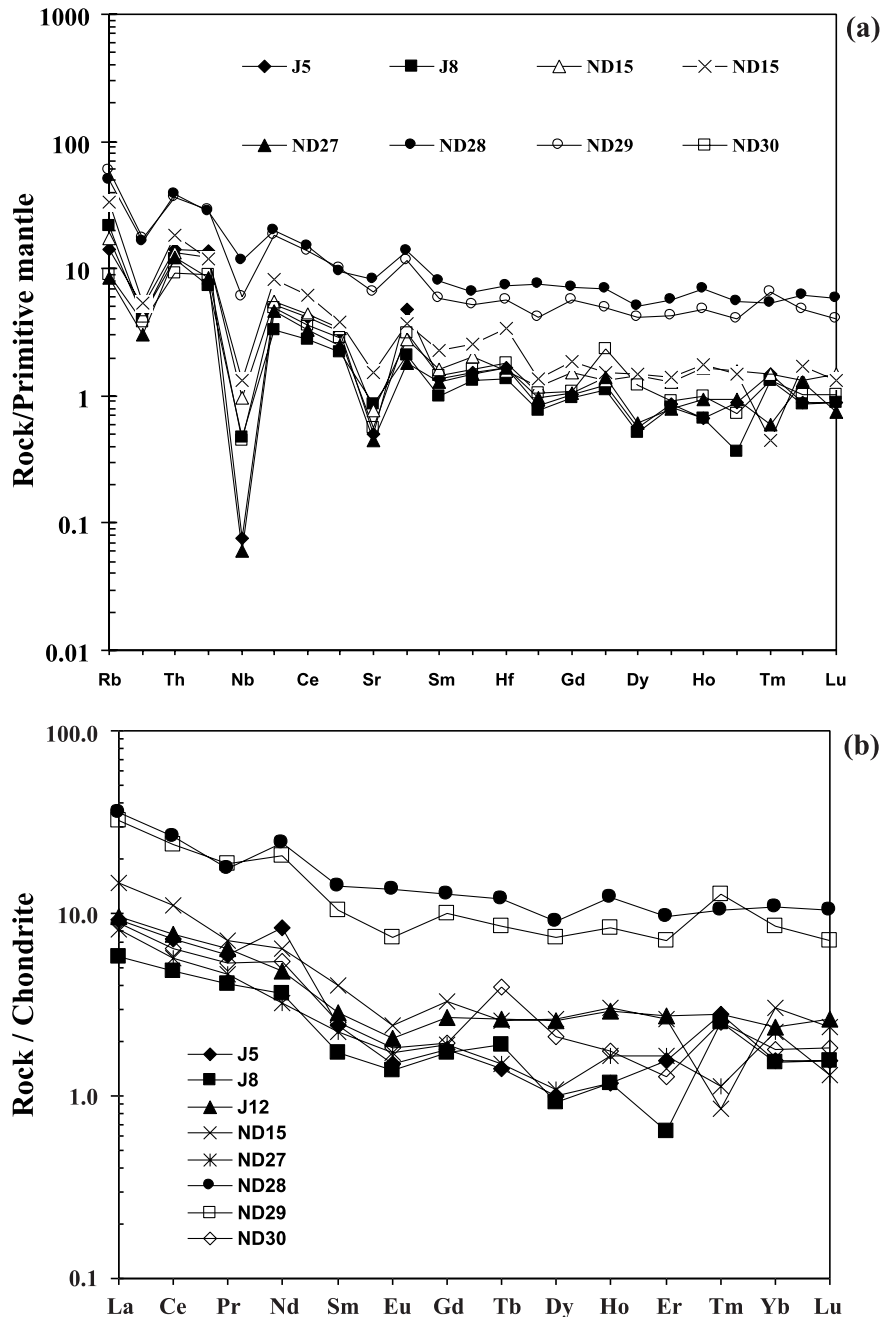 (a)
1000
100
10
1
0.1
0.01
Rock/Primitive mantle
J5 J8 ND15 ND15
ND27 ND28 ND29 ND30
Rb Th Nb Ce Sr Sm Hf Gd Dy Ho Tm Lu
(b)
100.0
10.0
1.0
0.1
Rock / Chondrite
J5
J8
J12
ND15
ND27
ND28
ND29
ND30
La Ce Pr Nd Sm Eu Gd Tb Dy Ho Er Tm Yb Lu